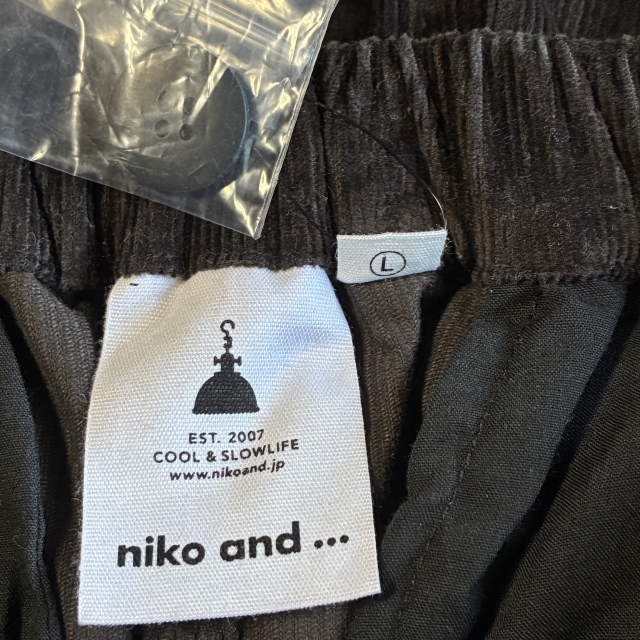 L
EST. 2007
COOL & SLOWLIFE
www.nikoand.jp
niko and ...